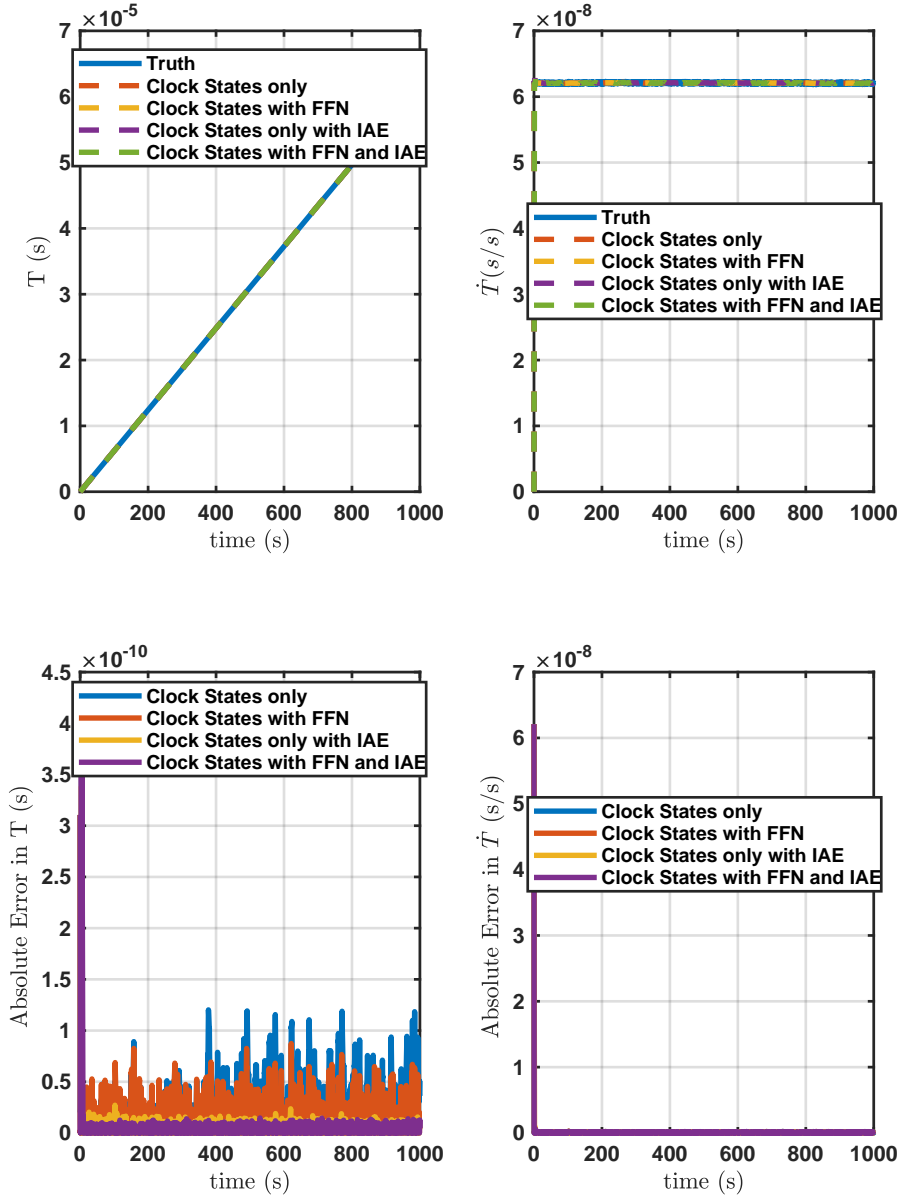 ×10⁻⁵
7
6
5
4
3
2
1
0
0 200 400 600 800 1000
time (s)
T (s)
Truth
Clock States only
Clock States with FFN
Clock States only with IAE
Clock States with FFN and IAE
×10⁻⁸
7
6
5
4
3
2
1
0
0 200 400 600 800 1000
time (s)
Ṫ(s/s)
Truth
Clock States only
Clock States with FFN
Clock States only with IAE
Clock States with FFN and IAE
×10⁻¹⁰
4.5
4
3.5
3
2.5
2
1.5
1
0.5
0
0 200 400 600 800 1000
time (s)
Absolute Error in T (s)
Clock States only
Clock States with FFN
Clock States only with IAE
Clock States with FFN and IAE
×10⁻⁸
7
6
5
4
3
2
1
0
0 200 400 600 800 1000
time (s)
Absolute Error in Ṫ (s/s)
Clock States only
Clock States with FFN
Clock States only with IAE
Clock States with FFN and IAE